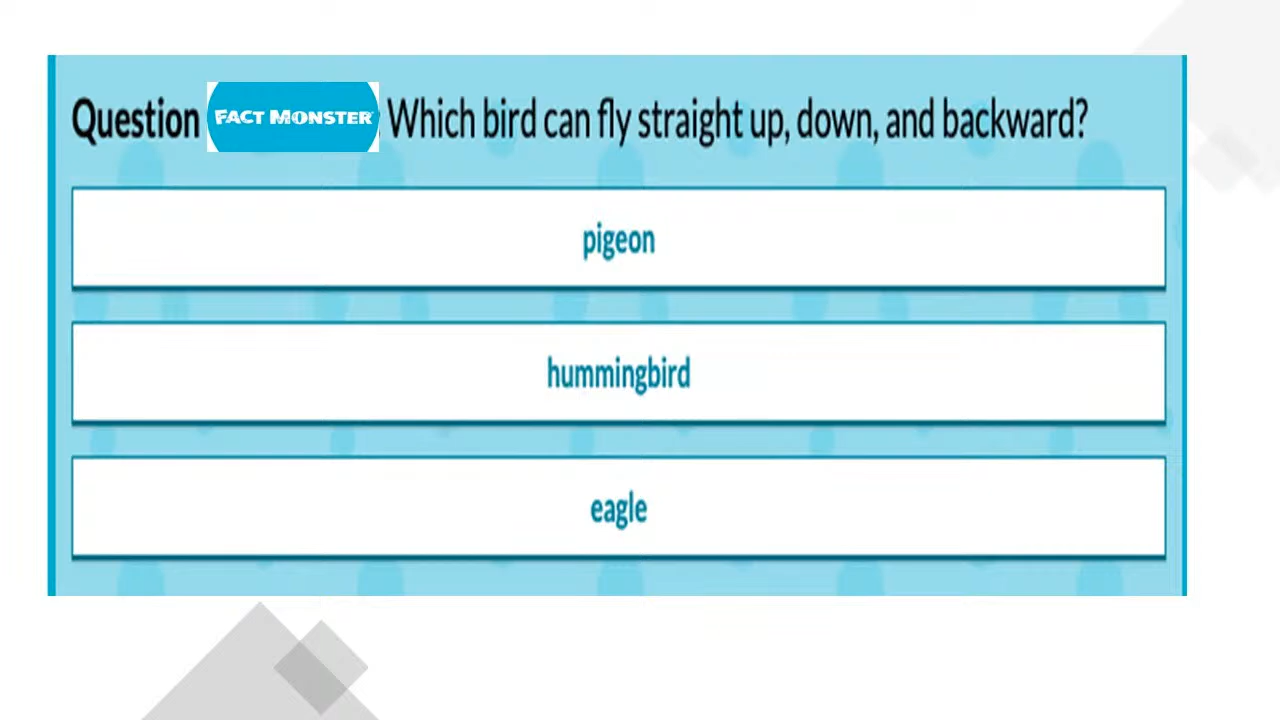 Question FACT MONSTER Which bird can fly straight up, down, and backward?
pigeon
hummingbird
eagle